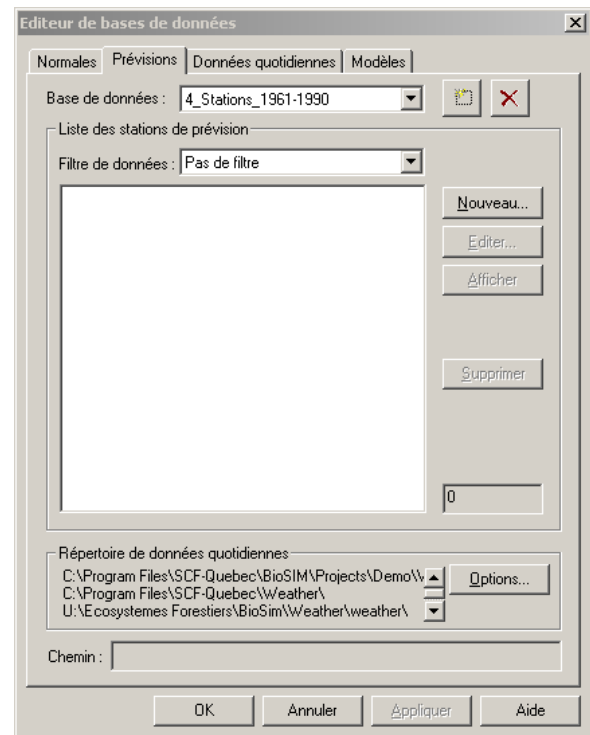 Editeur de bases de données
Normales Prévisions Données quotidiennes Modèles
Base de données : 4_Stations_1961-1990
Liste des stations de prévision
Filtre de données : Pas de filtre
Nouveau...
Editer...
Afficher
Supprimer
0
Répertoire de données quotidiennes
C:\Program Files\SCF-Quebec\BioSIM\Projects\Demo\\
C:\Program Files\SCF-Quebec\Weather\
U:\Ecosystemes Forestiers\BioSim\Weather\weather\
Options...
Chemin :
OK Annuler Appliquer Aide